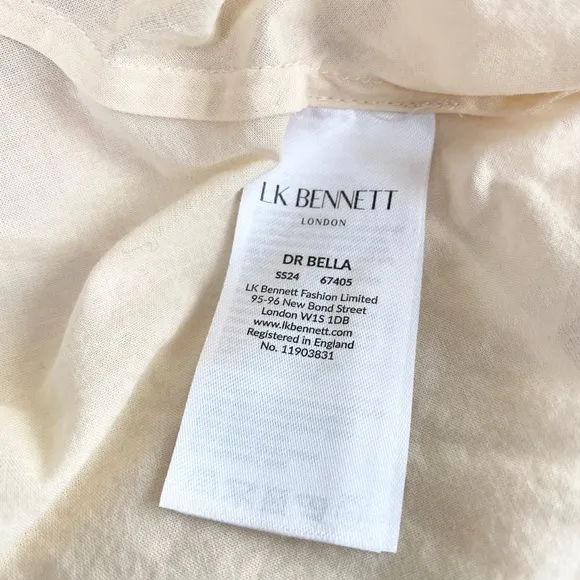 LK BENNETT
LONDON
DR BELLA
SS24 67405
LK Bennett Fashion Limited
95-96 New Bond Street
London W1S 1DB
www.lkbennett.com
Registered in England
No. 11903831